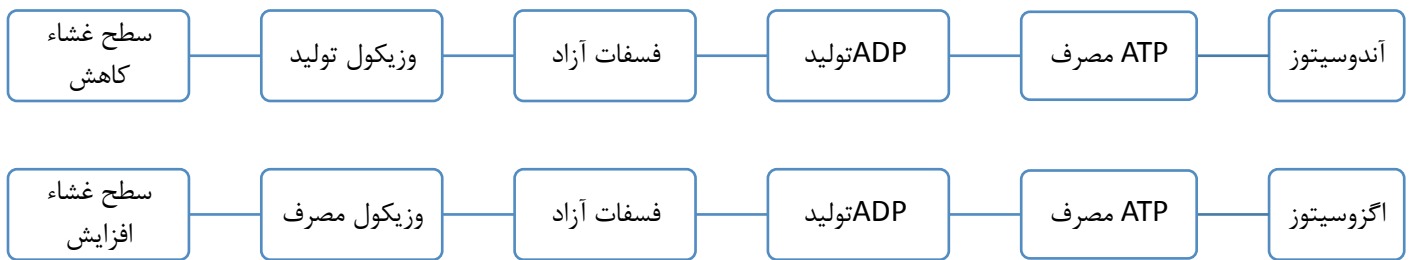 آندوسیتوز
ATP مصرف
ADPتولید
فسفات آزاد
وزیکول تولید
سطح غشاء
کاهش
اگزوسیتوز
ATP مصرف
ADPتولید
فسفات آزاد
وزیکول مصرف
سطح غشاء
افزایش